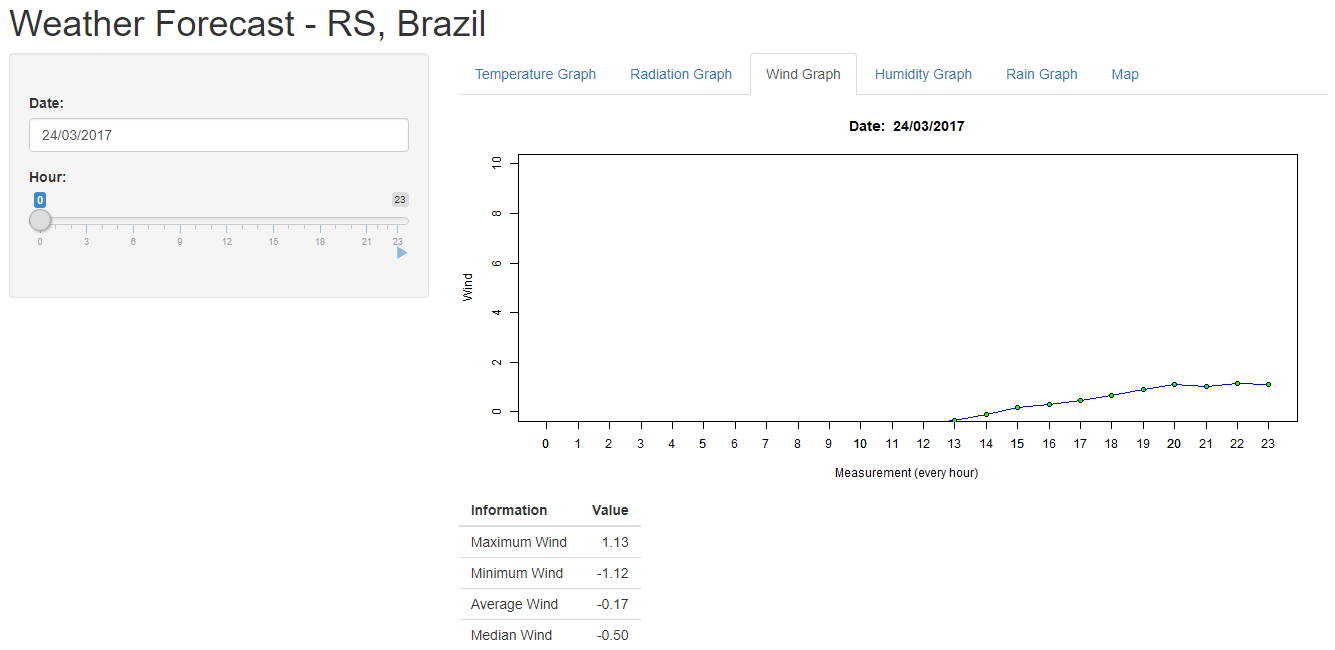 Weather Forecast - RS, Brazil
Date:
24/03/2017
Hour:
0 23
0 3 6 9 12 15 18 21 23
Temperature Graph Radiation Graph Wind Graph Humidity Graph Rain Graph Map
Date: 24/03/2017
10
8
6
4
2
0
Wind
0 1 2 3 4 5 6 7 8 9 10 11 12 13 14 15 16 17 18 19 20 21 22 23
Measurement (every hour)
Information Value
Maximum Wind 1.13
Minimum Wind -1.12
Average Wind -0.17
Median Wind -0.50